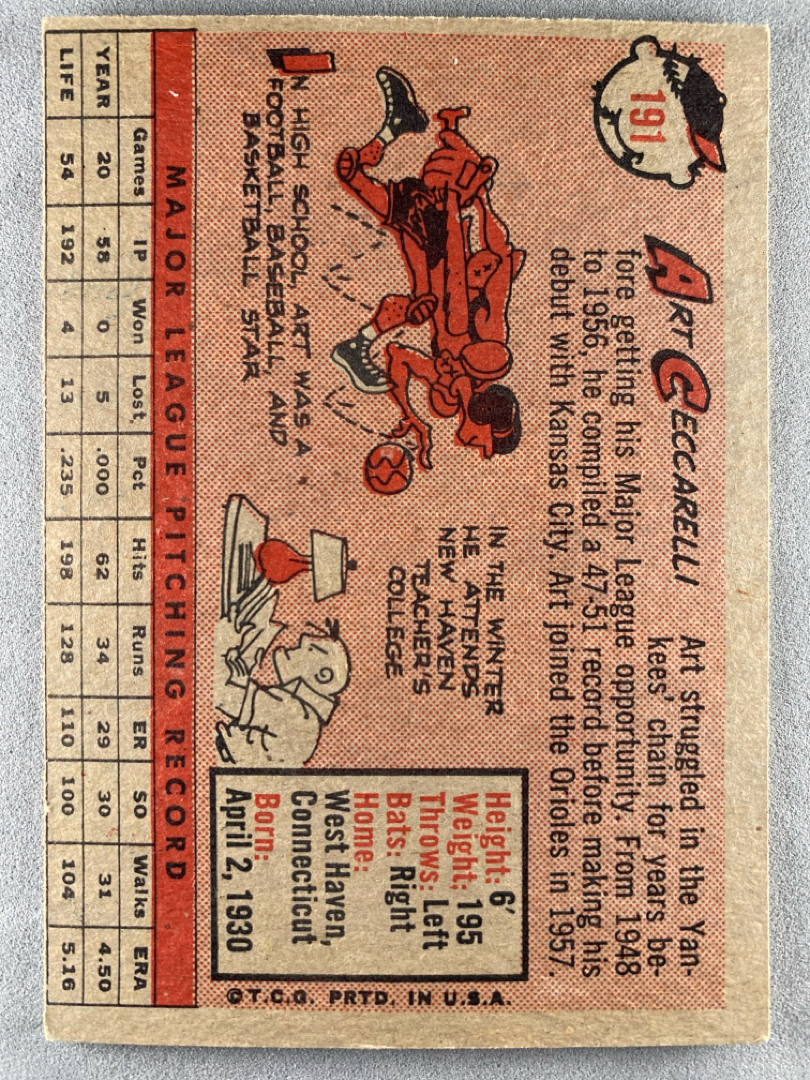 191
ART CECCARELLI
Art struggled in the Yan-
kees' chain for years be-
fore getting his Major League opportunity. From 1948
to 1956, he compiled a 47-51 record before making his
debut with Kansas City. Art joined the Orioles in 1957.
IN HIGH SCHOOL, ART WAS A
FOOTBALL, BASEBALL, AND
BASKETBALL STAR
IN THE WINTER
HE ATTENDS
NEW HAVEN
TEACHER'S
COLLEGE
Height: 6'
Weight: 195
Throws: Left
Bats: Right
Home:
West Haven,
Connecticut
Born:
April 2, 1930
©T.C.G. PRTD. IN U.S.A.
MAJOR LEAGUE PITCHING RECORD
Games IP Won Lost Pct Hits Runs ER SO Walks ERA
YEAR 20 58 0 5 .000 62 34 29 30 31 4.50
LIFE 54 192 4 13 .235 198 128 110 100 104 5.16